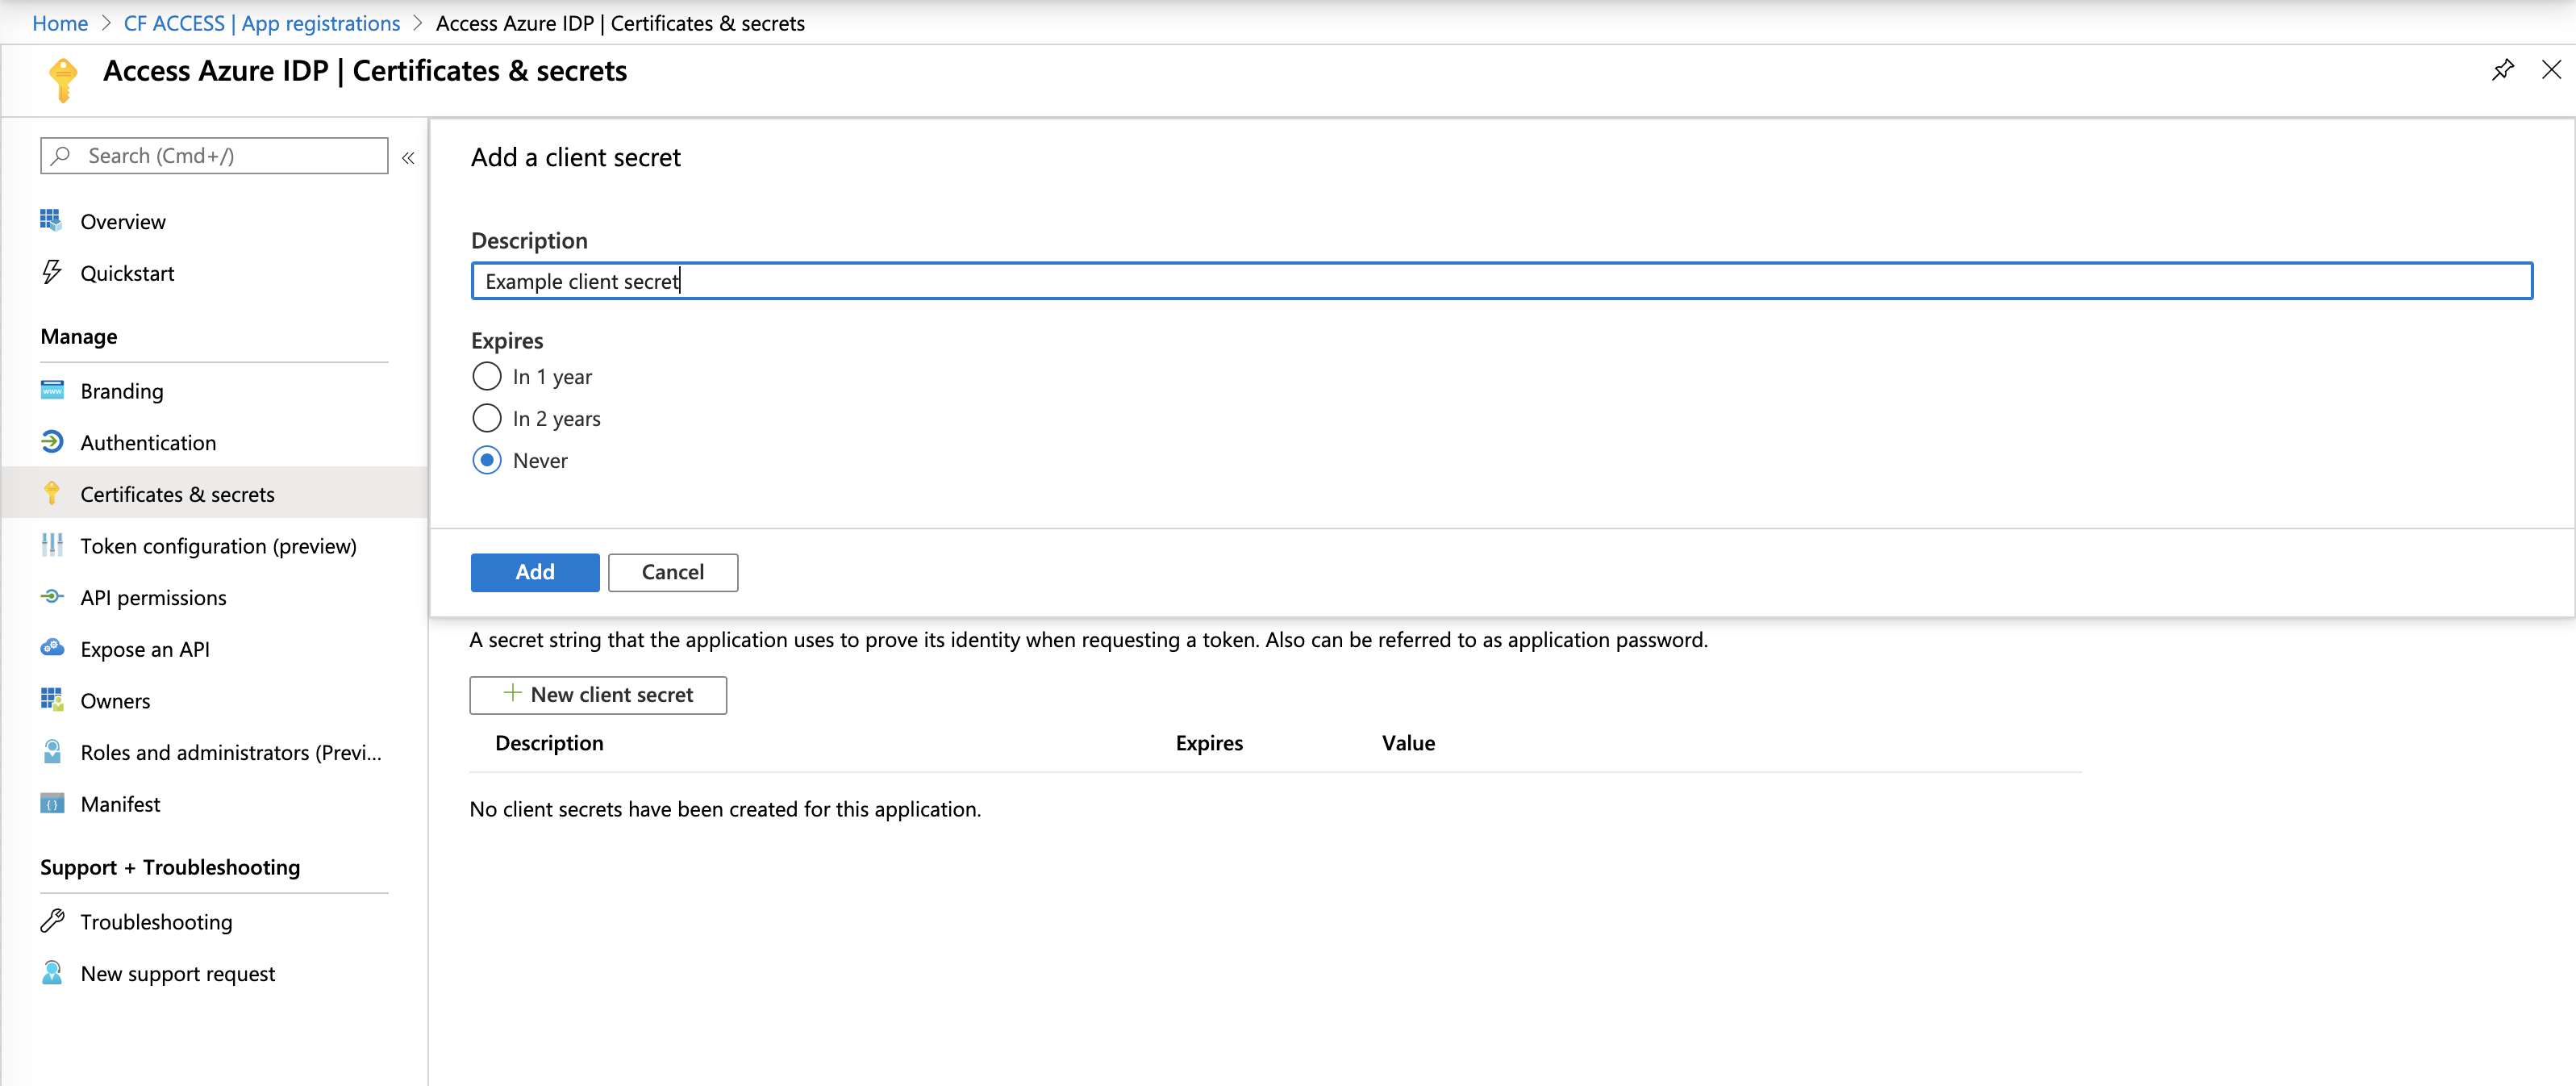 Home > CF ACCESS | App registrations > Access Azure IDP | Certificates & secrets
Access Azure IDP | Certificates & secrets
Search (Cmd+/)
«
Overview
Quickstart
Manage
Branding
Authentication
Certificates & secrets
Token configuration (preview)
API permissions
Expose an API
Owners
Roles and administrators (Previ...
Manifest
Support + Troubleshooting
Troubleshooting
New support request
Add a client secret
Description
Example client secret
Expires
In 1 year
In 2 years
Never
Add Cancel
A secret string that the application uses to prove its identity when requesting a token. Also can be referred to as application password.
+ New client secret
Description Expires Value
No client secrets have been created for this application.